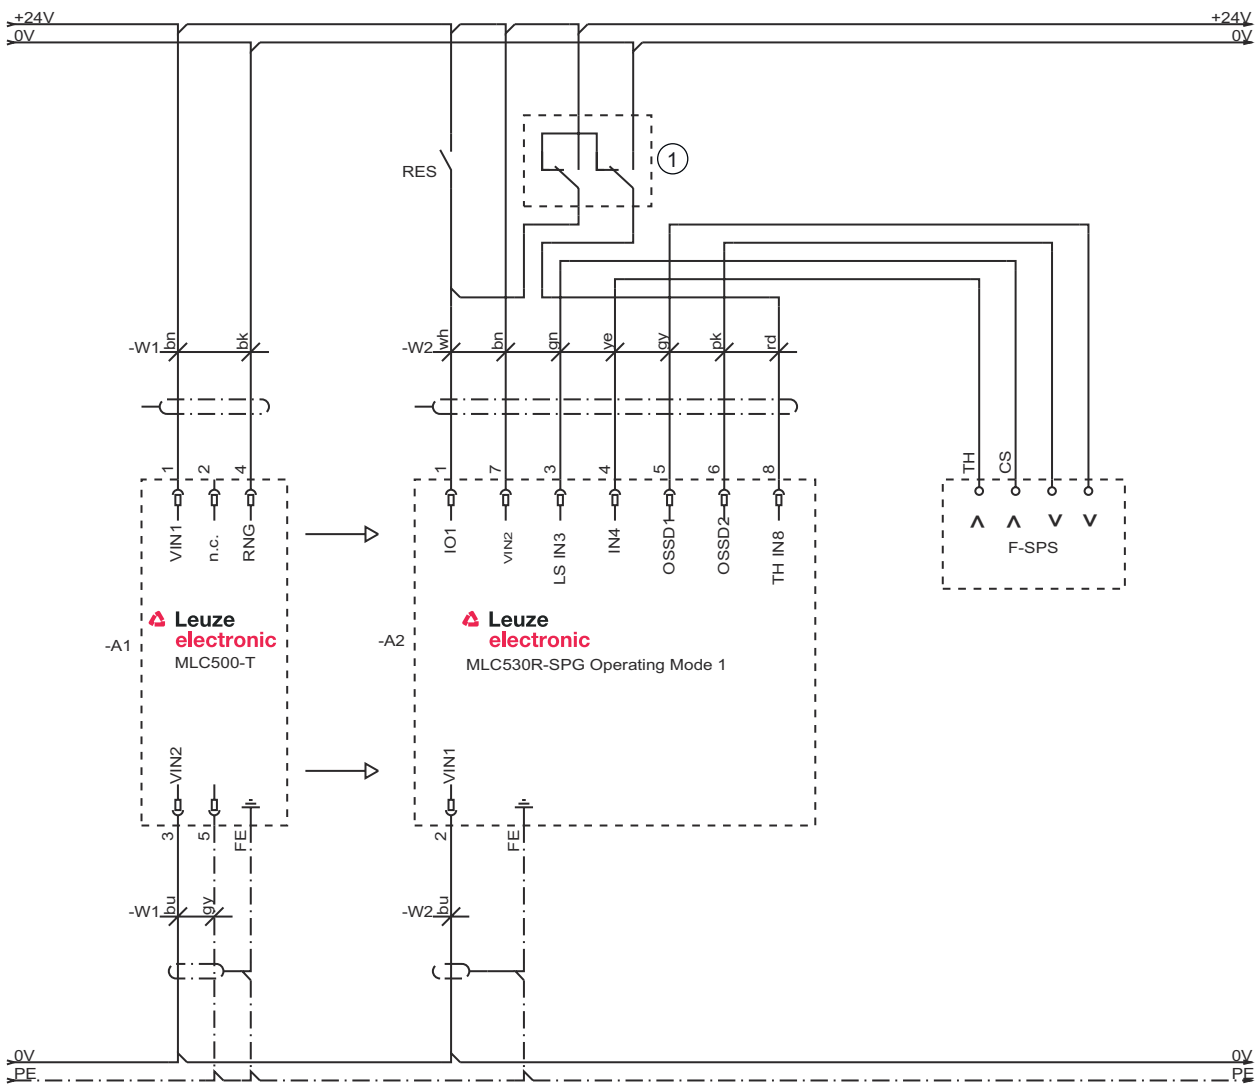 +24V +24V
0V 0V
1
RES
-W1 bn bk
-W2 wh bn gn ye gy pk rd
TH CS
1 2 4
1 7 3 4 5 6 8
VIN1 n.c. RNG
IO1 VIN2 LS IN3 IN4 OSSD1 OSSD2 TH IN8
F-SPS
Leuze
electronic
-A1
MLC500-T
Leuze
electronic
-A2
MLC530R-SPG Operating Mode 1
VIN2
VIN1
3 5 FE
2 FE
-W1 bu gy
-W2 bu
0V 0V
PE PE